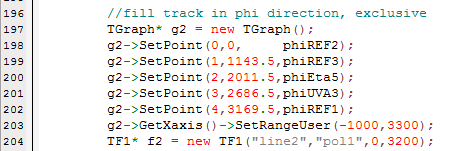 196 //fill track in phi direction, exclusive
197 TGraph* g2 = new TGraph();
198 g2->SetPoint(0,0, phiREF2);
199 g2->SetPoint(1,1143.5,phiREF3);
200 g2->SetPoint(2,2011.5,phiEta5);
201 g2->SetPoint(3,2686.5,phiUVA3);
202 g2->SetPoint(4,3169.5,phiREF1);
203 g2->GetXaxis()->SetRangeUser(-1000,3300);
204 TF1* f2 = new TF1("line2","pol1",0,3200);